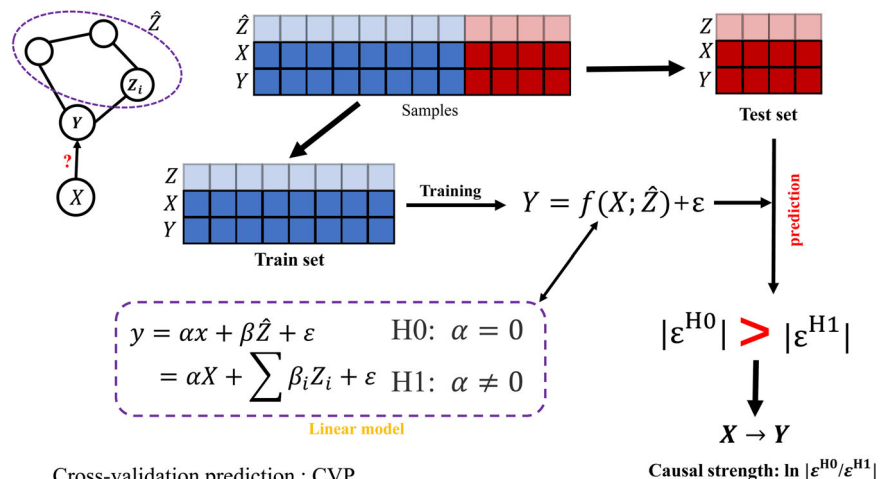 Ẑ
Z_i
Y
?
X
Ẑ
X
Y
Samples
Z
X
Y
Test set
Z
X
Y
Train set
Training
Y = f(X; Ẑ)+ε
prediction
y = αx + βẐ + ε
= αX + ∑ β_i Z_i + ε
H0: α = 0
H1: α ≠ 0
Linear model
|ε^H0| > |ε^H1|
X → Y
Causal strength: ln |ε^H0/ε^H1|
Cross-validation prediction : CVP